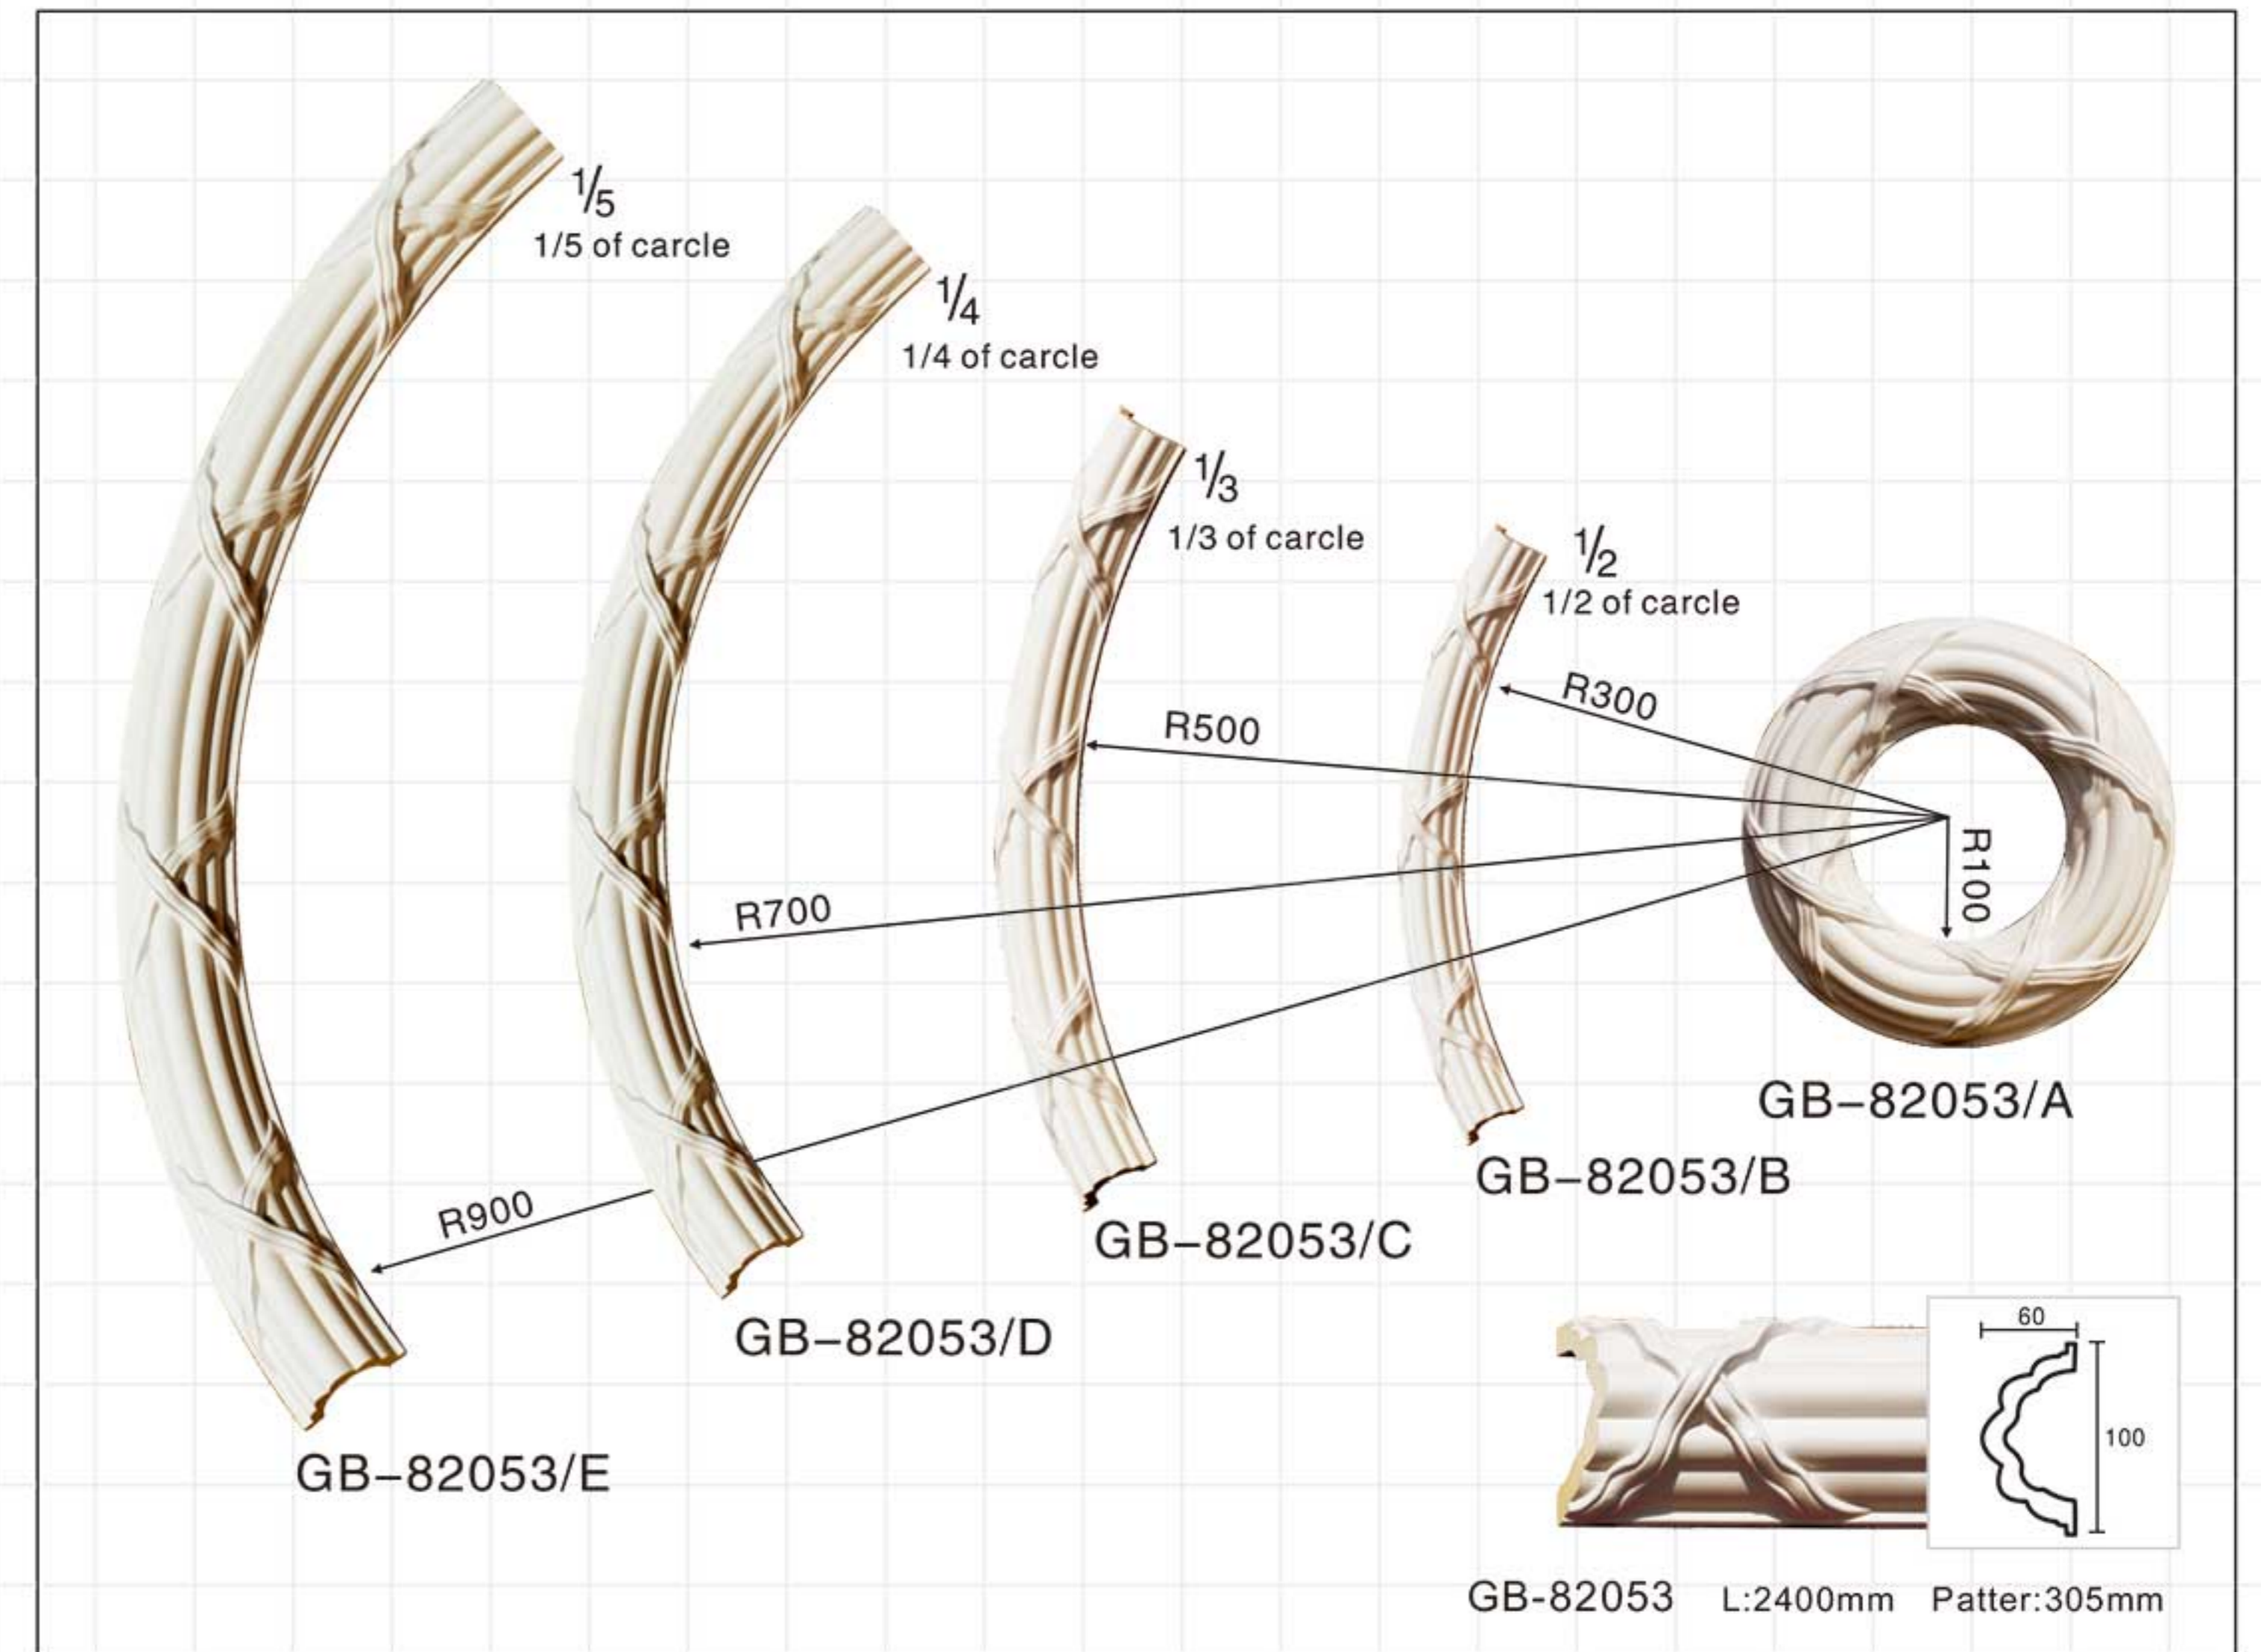 1/5
1/5 of carcle
1/4
1/4 of carcle
1/3
1/3 of carcle
1/2
1/2 of carcle
R300
R500
R700
R100
R900
GB-82053/A
GB-82053/B
GB-82053/C
GB-82053/D
GB-82053/E
60
100
GB-82053 L:2400mm Patter:305mm